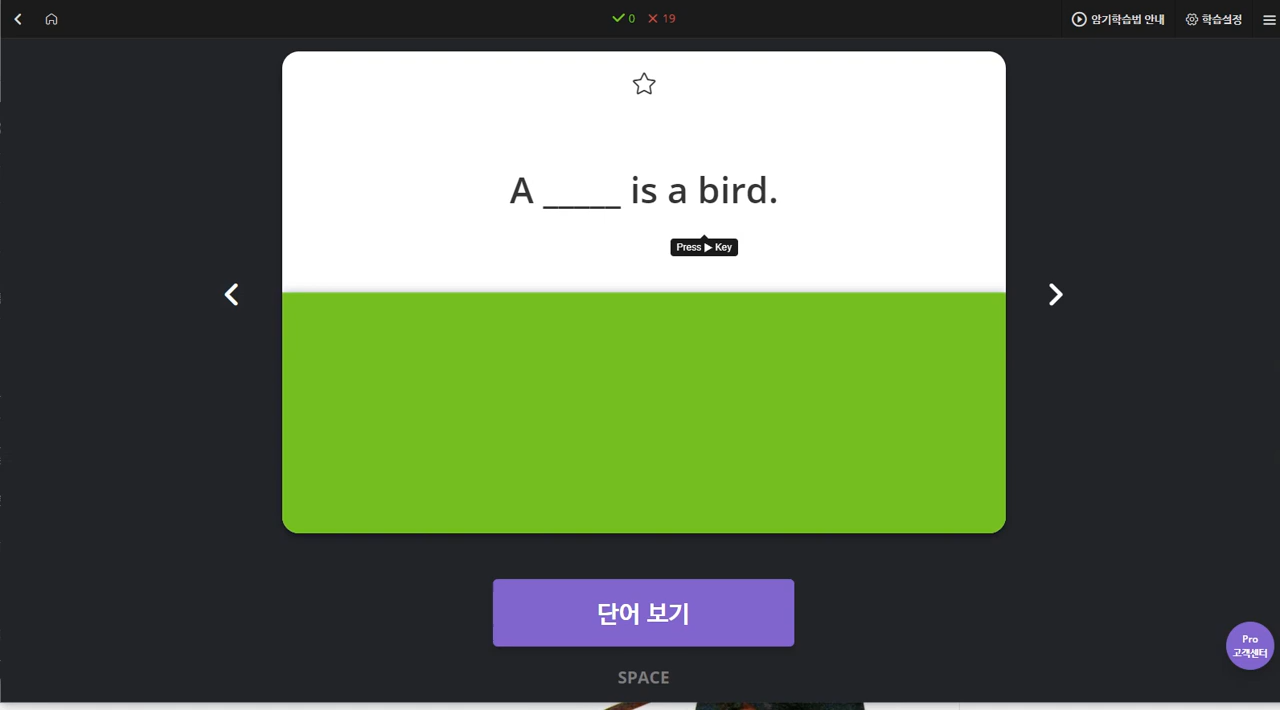 0 19 암기학습법 안내 학습설정
A _____ is a bird.
Press ▶ Key
단어 보기
SPACE
Pro
고객센터